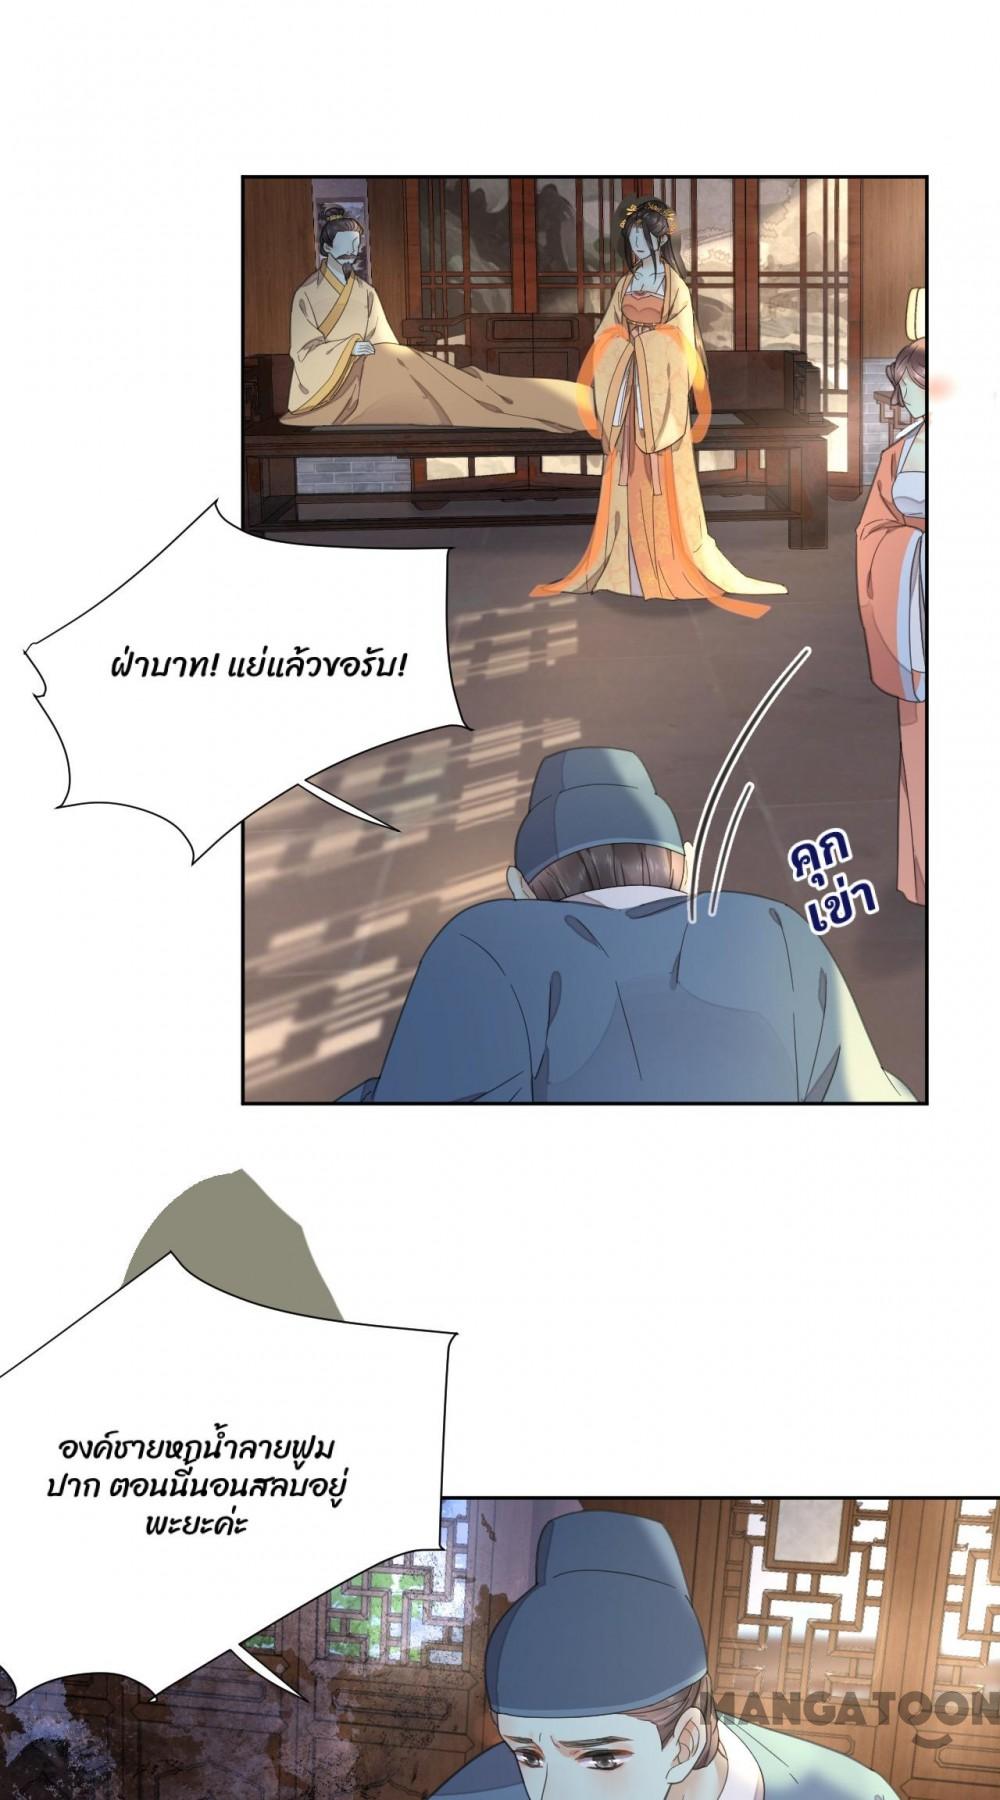 ฝ่าบาท! แย่แล้วขอรับ!
คุก
เข่า
องค์ชายหกน้ำลายฟูม
ปาก ตอนนี้นอนสลบอยู่
พะยะค่ะ
MANGATOON